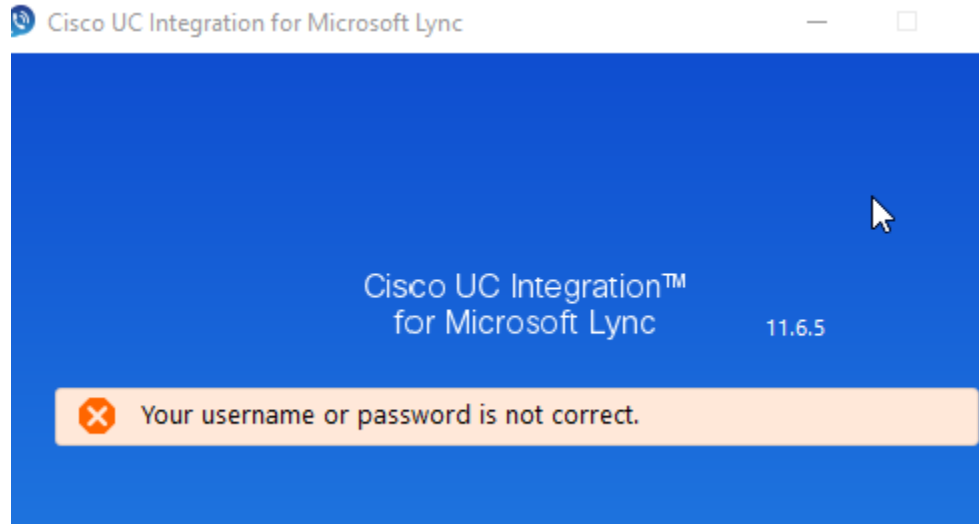 Cisco UC Integration for Microsoft Lync
Cisco UC Integration™
for Microsoft Lync
11.6.5
Your username or password is not correct.